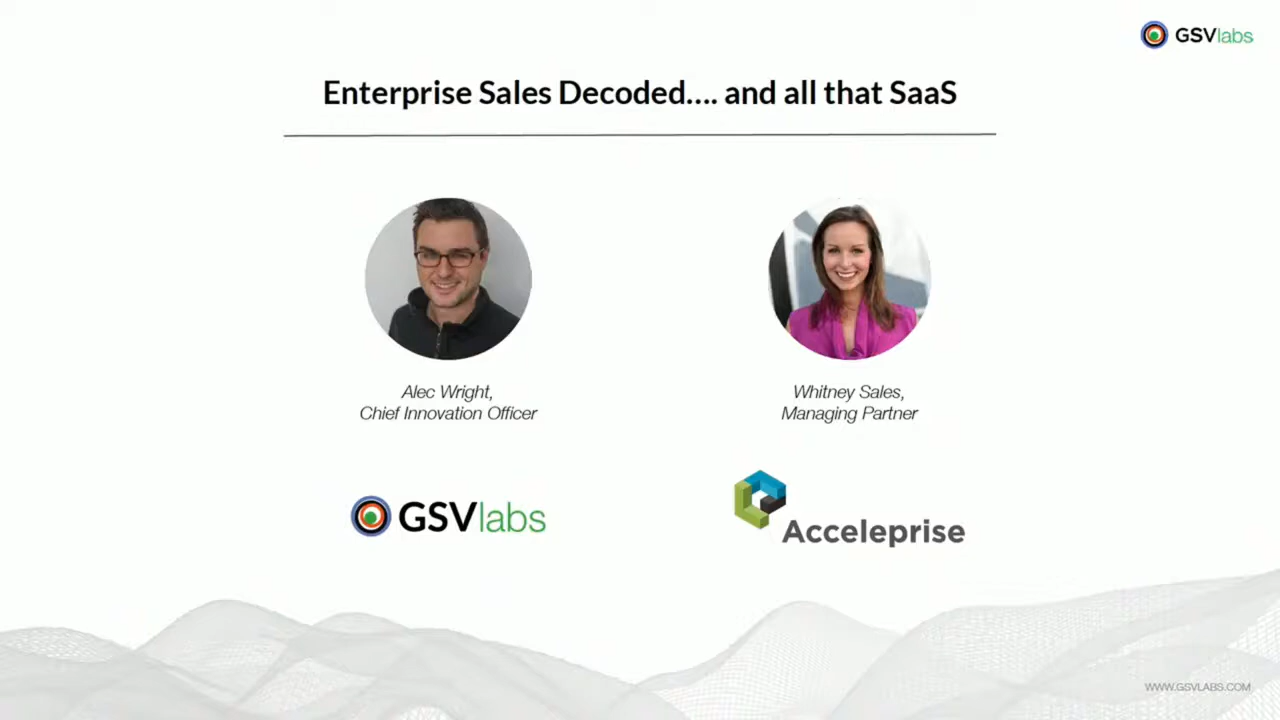 GSVlabs
Enterprise Sales Decoded.... and all that SaaS
Alec Wright,
Chief Innovation Officer
Whitney Sales,
Managing Partner
GSVlabs
Acceleprise
WWW.GSVLABS.COM